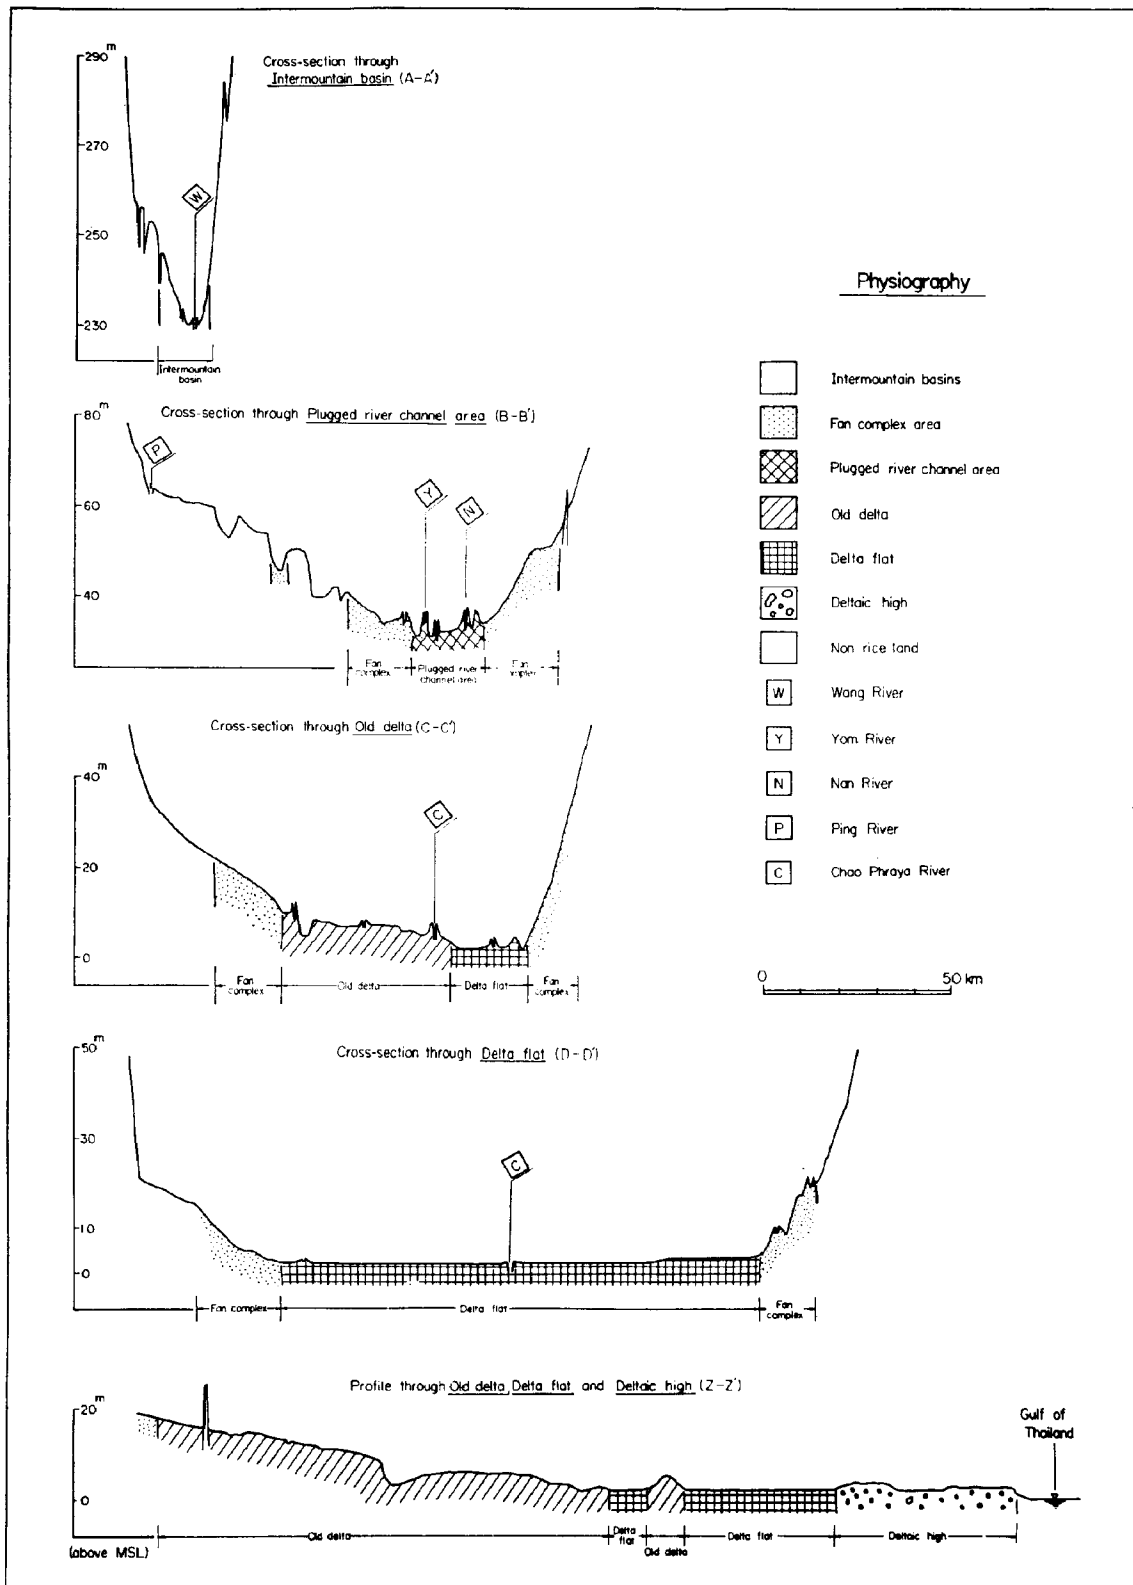 Cross-section through
Intermountain basin (A-A')
290 m
270
250
230
W
Intermountain
basin
Physiography
Intermountain basins
Fan complex area
Plugged river channel area
Old delta
Delta flat
Deltaic high
Non rice land
W Wang River
Y Yom River
N Nan River
P Ping River
C Chao Phraya River
0 50 km
Cross-section through Plugged river channel area (B-B')
80 m
60
40
P
Y
N
Fan
complex
Plugged river
channel area
Fan
complex
Cross-section through Old delta (C-C')
40 m
20
0
C
Fan
complex
Old delta
Delta flat
Fan
complex
Cross-section through Delta flat (D-D')
50 m
30
10
0
C
Fan complex
Delta flat
Fan
complex
Profile through Old delta, Delta flat and Deltaic high (Z-Z')
20 m
0
(above MSL)
Gulf of
Thailand
Old delta
Delta
flat
Old delta
Delta flat
Deltaic high